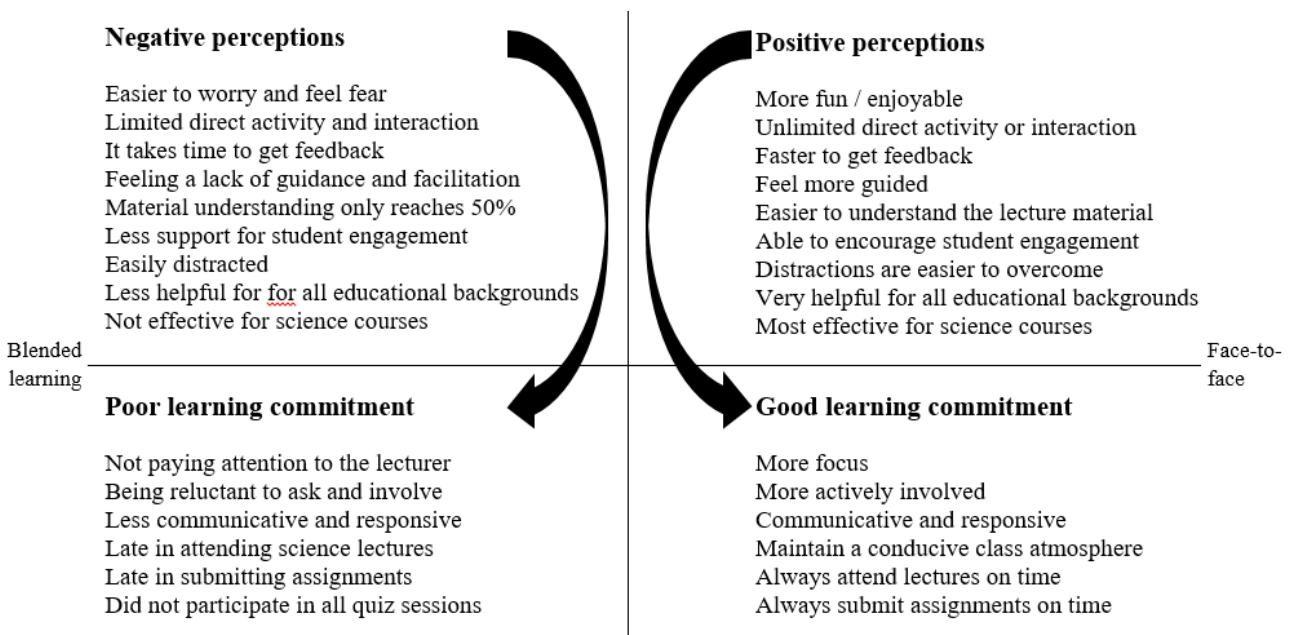 Negative perceptions
Easier to worry and feel fear
Limited direct activity and interaction
It takes time to get feedback
Feeling a lack of guidance and facilitation
Material understanding only reaches 50%
Less support for student engagement
Easily distracted
Less helpful for for all educational backgrounds
Not effective for science courses
Positive perceptions
More fun / enjoyable
Unlimited direct activity or interaction
Faster to get feedback
Feel more guided
Easier to understand the lecture material
Able to encourage student engagement
Distractions are easier to overcome
Very helpful for all educational backgrounds
Most effective for science courses
Blended
learning
Face-to-
face
Poor learning commitment
Not paying attention to the lecturer
Being reluctant to ask and involve
Less communicative and responsive
Late in attending science lectures
Late in submitting assignments
Did not participate in all quiz sessions
Good learning commitment
More focus
More actively involved
Communicative and responsive
Maintain a conducive class atmosphere
Always attend lectures on time
Always submit assignments on time